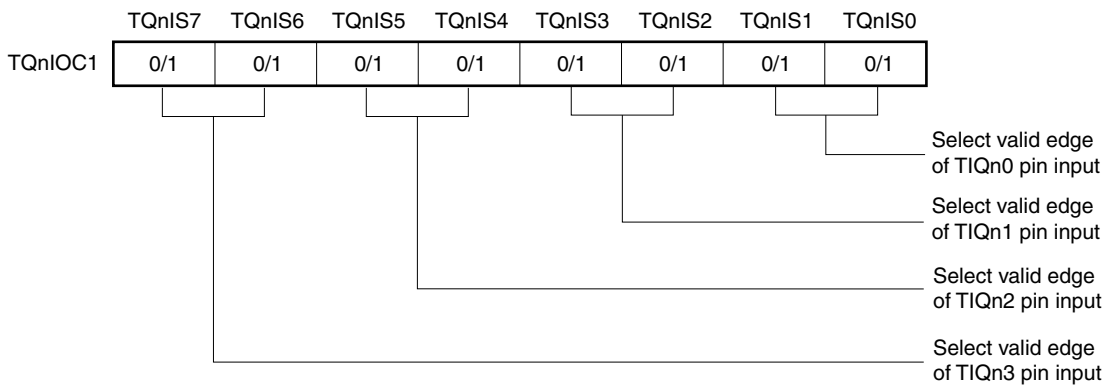 TQnIS7 TQnIS6 TQnIS5 TQnIS4 TQnIS3 TQnIS2 TQnIS1 TQnIS0
TQnIOC1 0/1 0/1 0/1 0/1 0/1 0/1 0/1 0/1
Select valid edge
of TIQn0 pin input
Select valid edge
of TIQn1 pin input
Select valid edge
of TIQn2 pin input
Select valid edge
of TIQn3 pin input